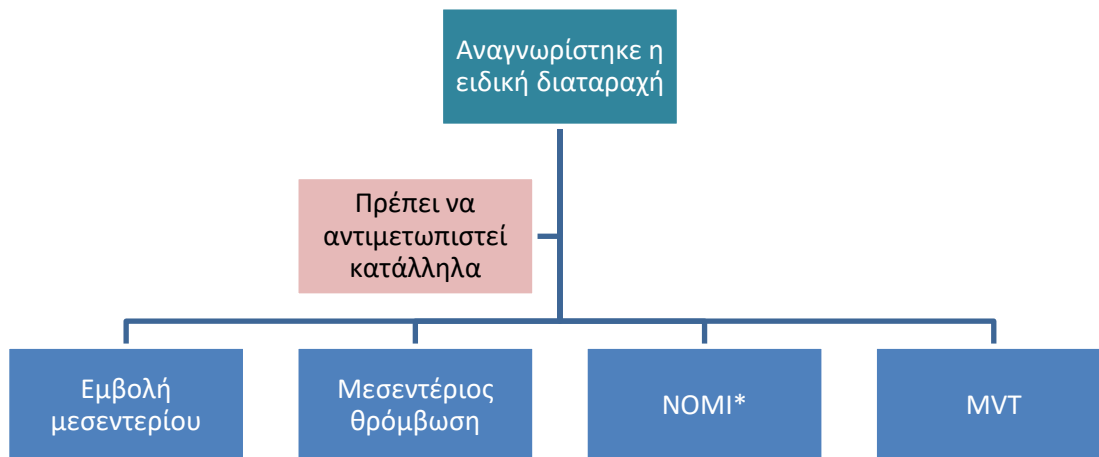 Αναγνωρίστηκε η
ειδική διαταραχή
Πρέπει να
αντιμετωπιστεί
κατάλληλα
Εμβολή
μεσεντερίου
Μεσεντέριος
θρόμβωση
NOMI*
MVT